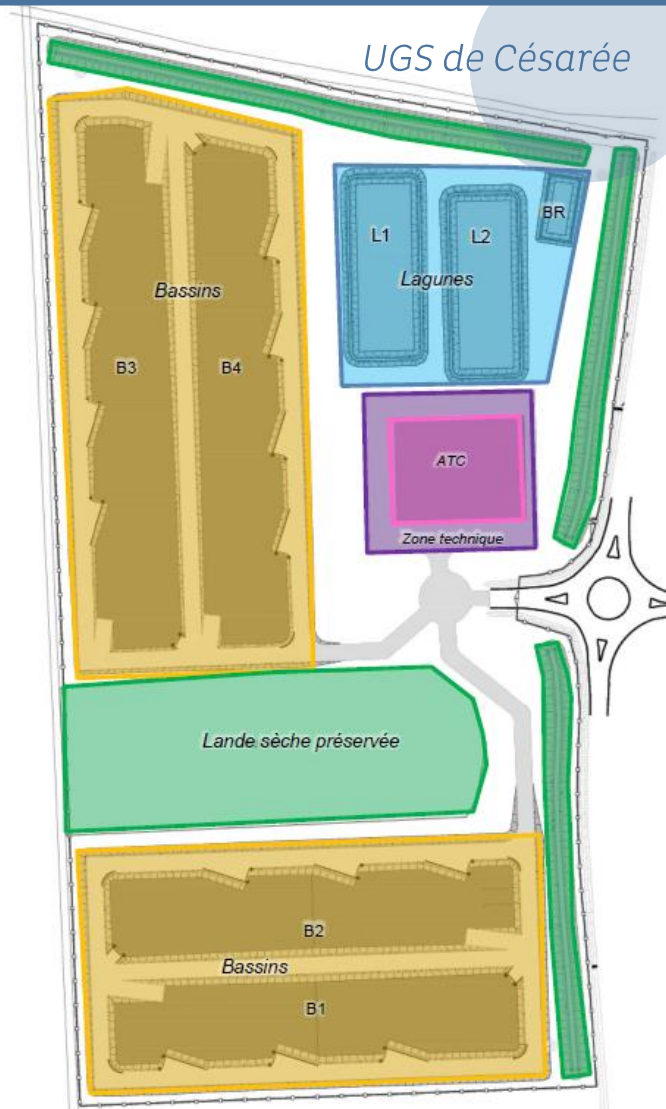 UGS de Césarée
BR
L1
L2
Lagunes
Bassins
B3
B4
ATC
Zone technique
Lande sèche préservée
B2
Bassins
B1